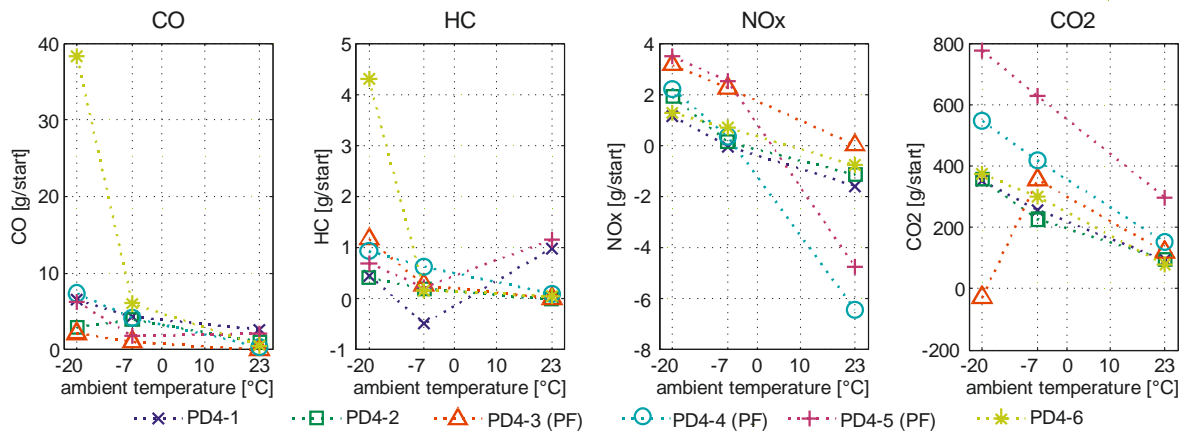 CO
HC
NOx
CO2
CO [g/start]
40
30
20
10
0
-20 -7 0 10 23
ambient temperature [°C]
HC [g/start]
5
4
3
2
1
0
-1
-20 -7 0 10 23
ambient temperature [°C]
NOx [g/start]
4
2
0
-2
-4
-6
-8
-20 -7 0 10 23
ambient temperature [°C]
CO2 [g/start]
800
600
400
200
0
-200
-20 -7 0 10 23
ambient temperature [°C]
PD4-1 PD4-2 PD4-3 (PF) PD4-4 (PF) PD4-5 (PF) PD4-6